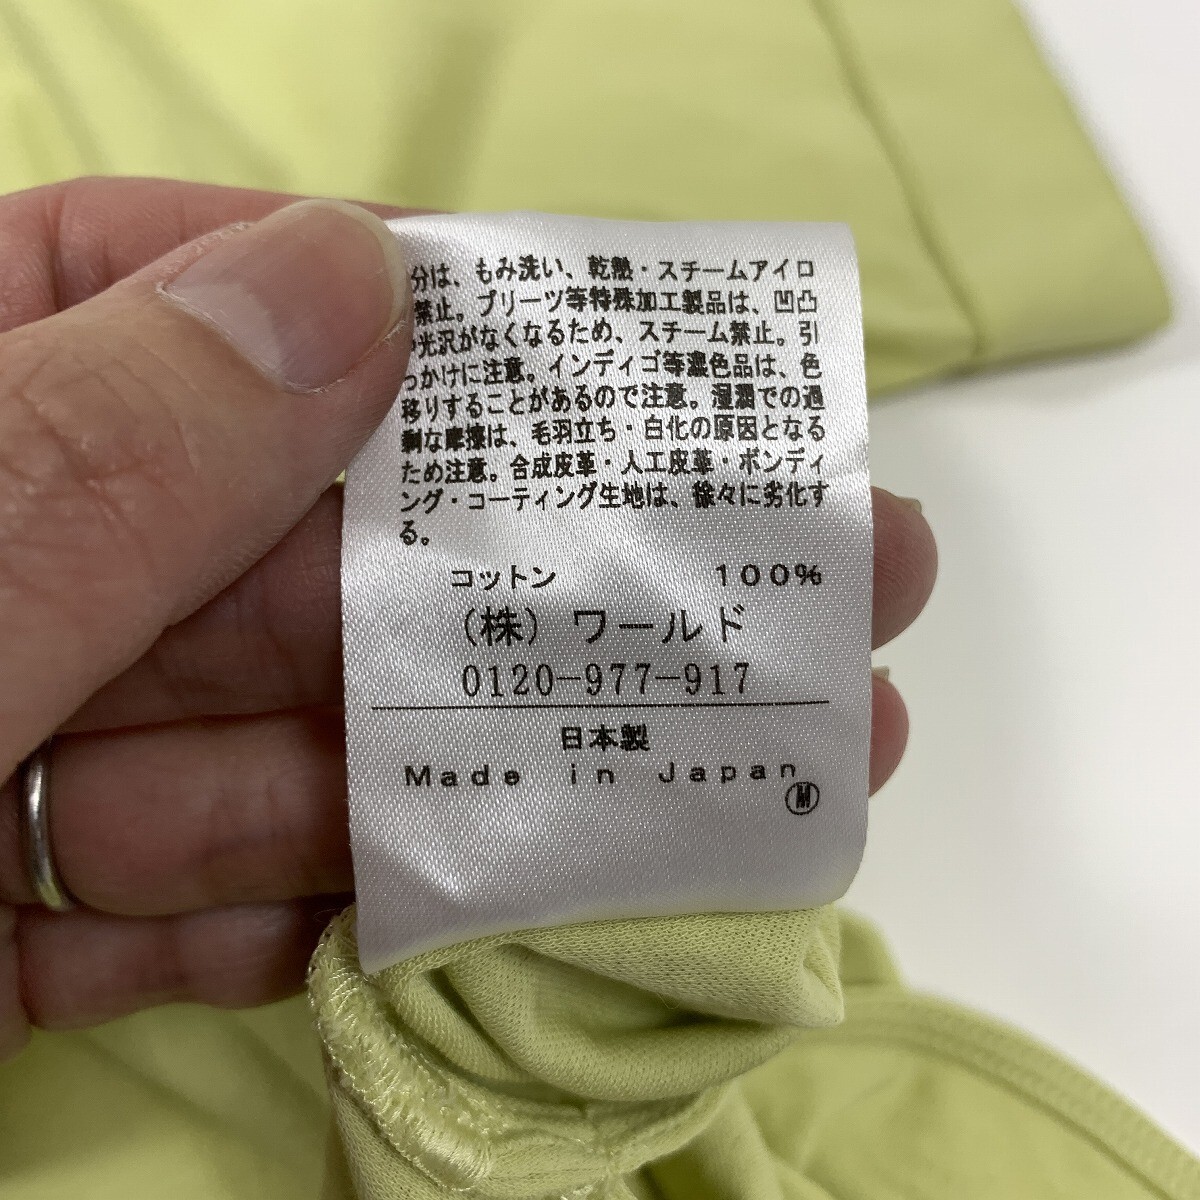 分は、もみ洗い、乾熱・スチームアイロ
禁止。プリーツ等特殊加工製品は、凹凸
光沢がなくなるため、スチーム禁止。引
っかけに注意。インディゴ等濃色品は、色
移りすることがあるので注意。湿潤での過
剰な摩擦は、毛羽立ち・白化の原因となる
ため注意。合成皮革・人工皮革・ボンディ
ング・コーティング生地は、徐々に劣化す
る。
コットン 100%
(株) ワールド
0120-977-917
日本製
Made in Japan
Ⓜ